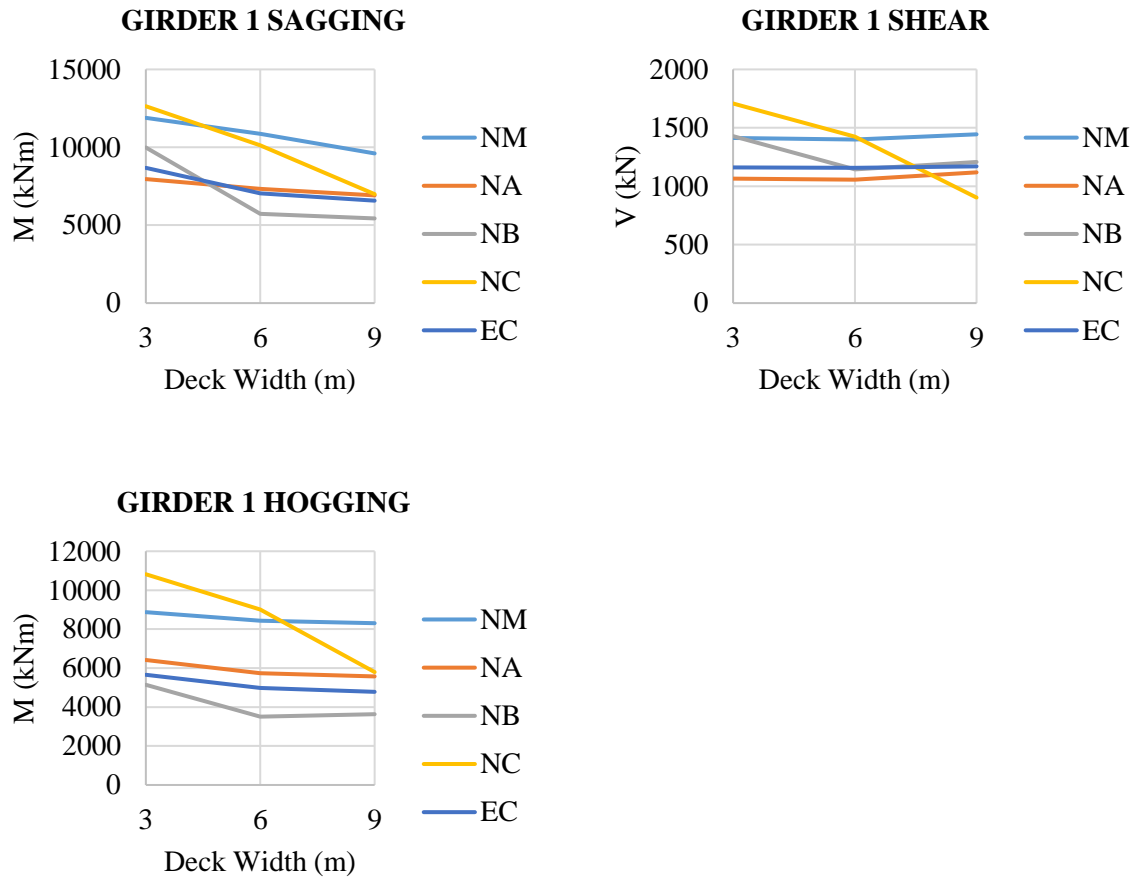 GIRDER 1 SAGGING
15000
10000
5000
0
M (kNm)
3 6 9
Deck Width (m)
NM
NA
NB
NC
EC
GIRDER 1 SHEAR
2000
1500
1000
500
0
V (kN)
3 6 9
Deck Width (m)
NM
NA
NB
NC
EC
GIRDER 1 HOGGING
12000
10000
8000
6000
4000
2000
0
M (kNm)
3 6 9
Deck Width (m)
NM
NA
NB
NC
EC